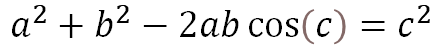 a² + b² − 2ab cos(c) = c²